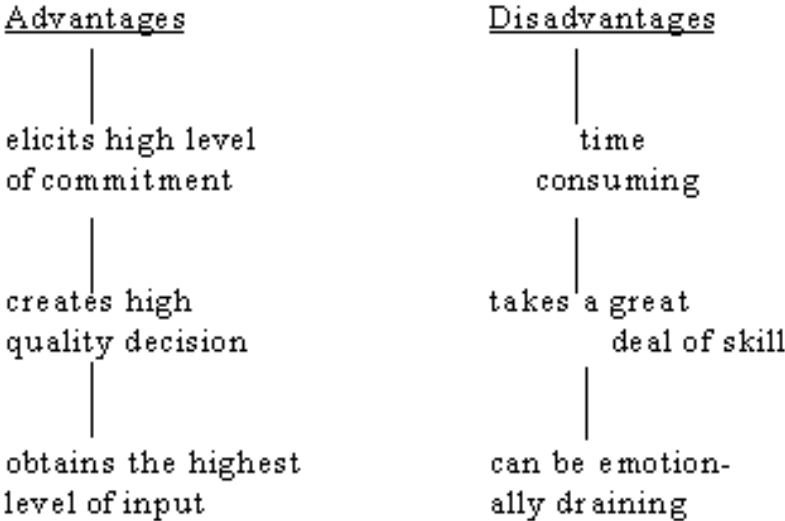 Advantages
elicits high level
of commitment
creates high
quality decision
obtains the highest
level of input
Disadvantages
time
consuming
takes a great
deal of skill
can be emotion-
ally draining